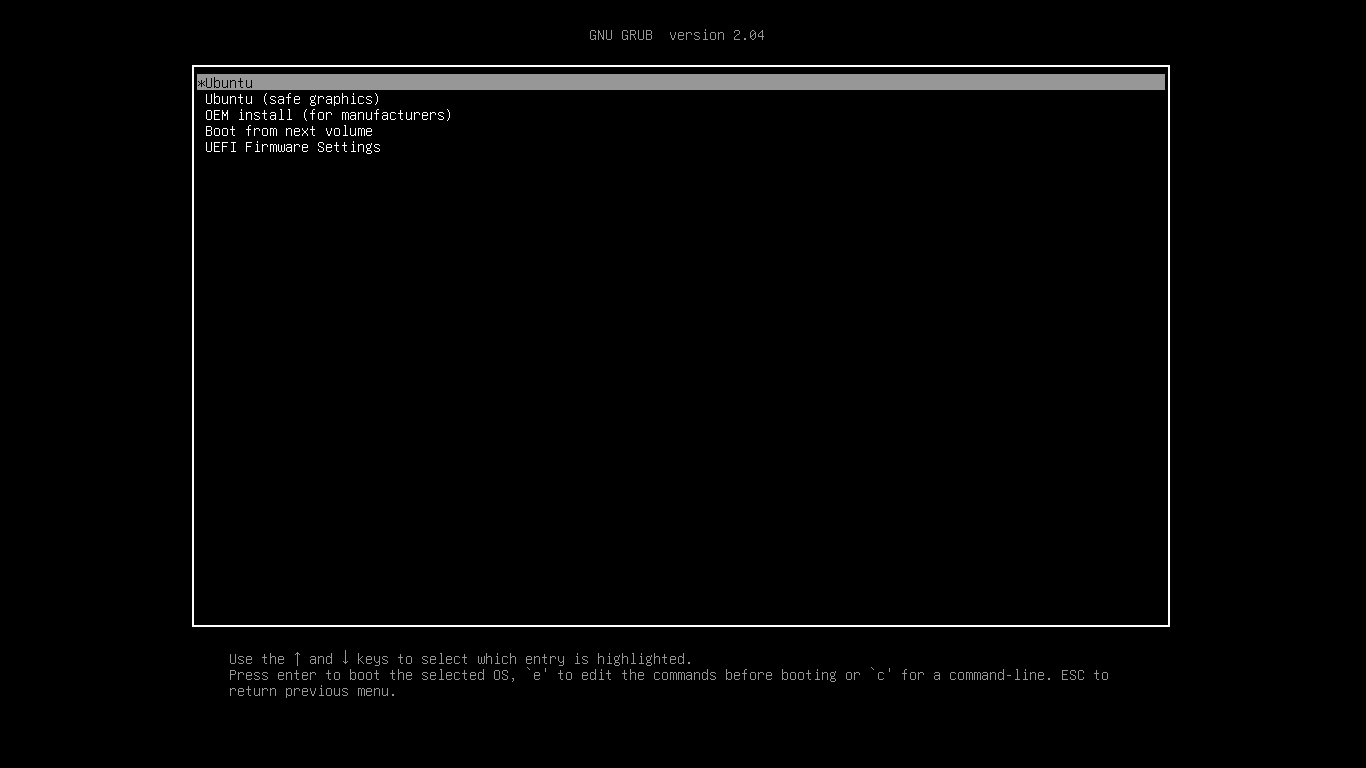 GNU GRUB  version 2.04
*Ubuntu
Ubuntu (safe graphics)
OEM install (for manufacturers)
Boot from next volume
UEFI Firmware Settings
Use the ↑ and ↓ keys to select which entry is highlighted.
Press enter to boot the selected OS, `e' to edit the commands before booting or `c' for a command-line. ESC to
return previous menu.